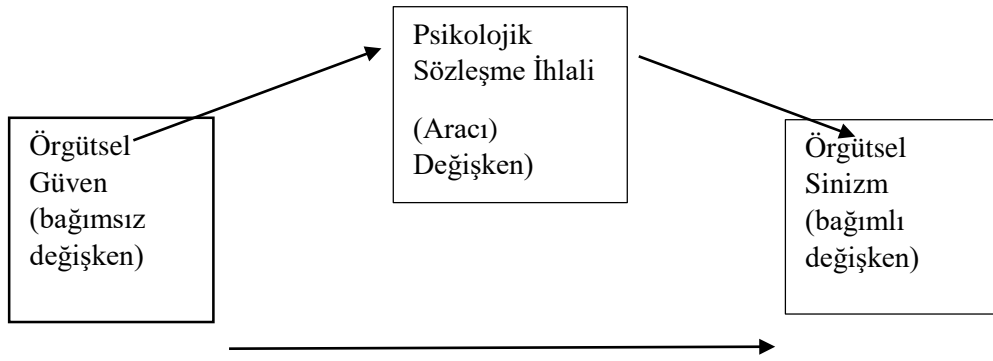 Psikolojik
Sözleşme İhlali
(Aracı)
Değişken)
Örgütsel
Güven
(bağımsız
değişken)
Örgütsel
Sinizm
(bağımlı
değişken)